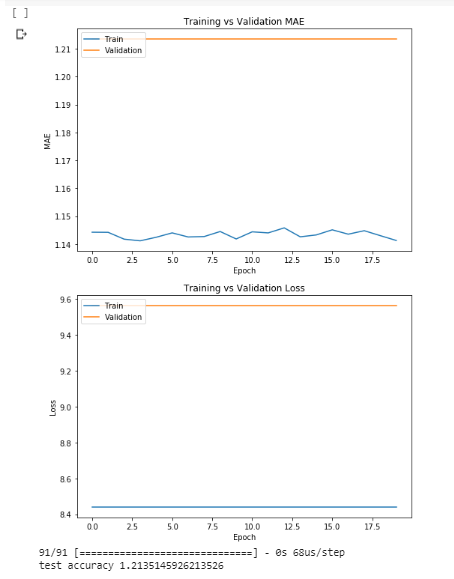 [ ]
Training vs Validation MAE
Train
Validation
1.21
1.20
1.19
1.18
1.17
1.16
1.15
1.14
MAE
0.0 2.5 5.0 7.5 10.0 12.5 15.0 17.5
Epoch
Training vs Validation Loss
Train
Validation
9.6
9.4
9.2
9.0
8.8
8.6
8.4
Loss
0.0 2.5 5.0 7.5 10.0 12.5 15.0 17.5
Epoch
91/91 [==============================] - 0s 68us/step
test accuracy 1.2135145926213526